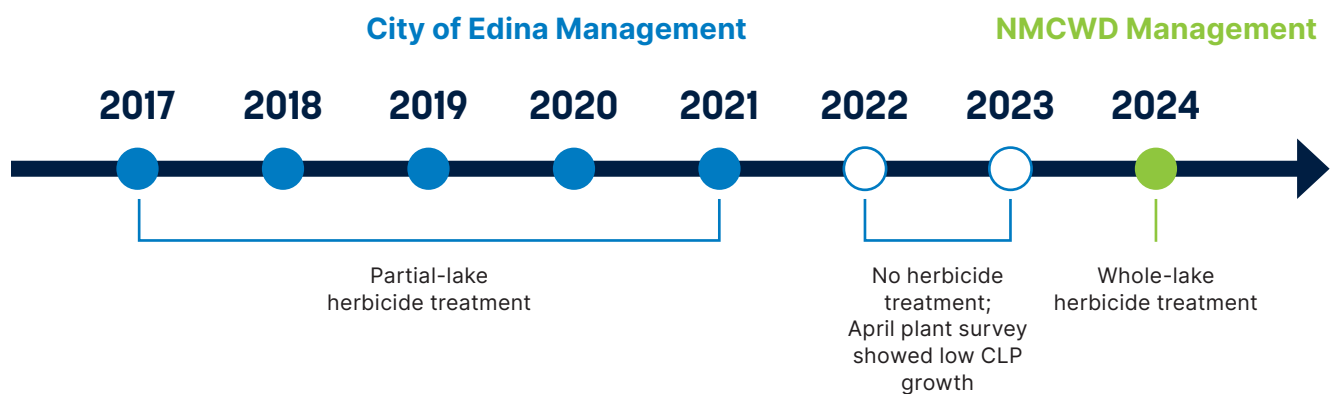 City of Edina Management
NMCWD Management
2017
2018
2019
2020
2021
2022
2023
2024
Partial-lake
herbicide treatment
No herbicide
treatment;
April plant survey
showed low CLP
growth
Whole-lake
herbicide treatment